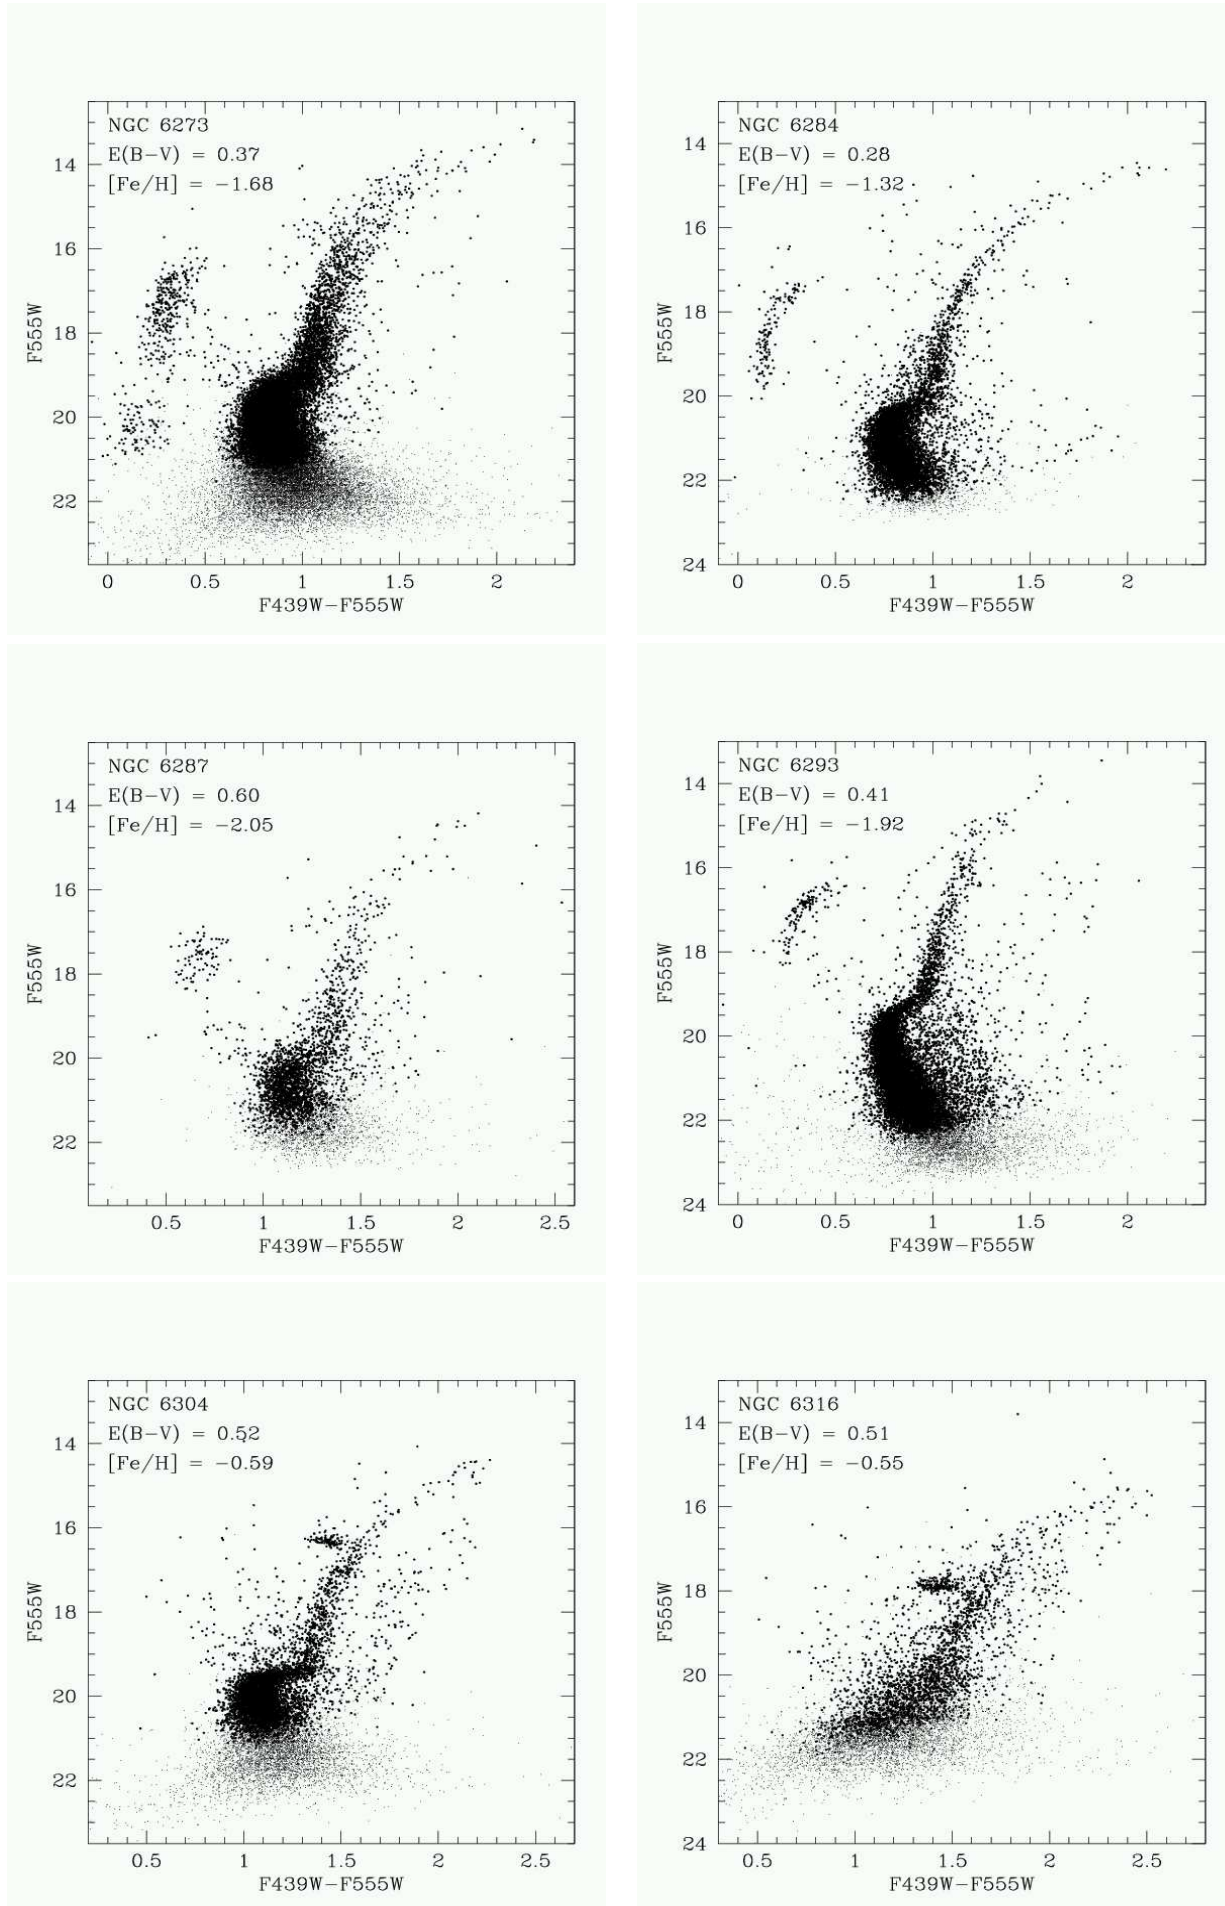 NGC 6273
E(B−V) = 0.37
[Fe/H] = −1.68
14
16
18
20
22
F555W
0
0.5
1
1.5
2
F439W−F555W
NGC 6284
E(B−V) = 0.28
[Fe/H] = −1.32
14
16
18
20
22
24
F555W
0
0.5
1
1.5
2
F439W−F555W
NGC 6287
E(B−V) = 0.60
[Fe/H] = −2.05
14
16
18
20
22
F555W
0.5
1
1.5
2
2.5
F439W−F555W
NGC 6293
E(B−V) = 0.41
[Fe/H] = −1.92
14
16
18
20
22
24
F555W
0
0.5
1
1.5
2
F439W−F555W
NGC 6304
E(B−V) = 0.52
[Fe/H] = −0.59
14
16
18
20
22
F555W
0.5
1
1.5
2
2.5
F439W−F555W
NGC 6316
E(B−V) = 0.51
[Fe/H] = −0.55
14
16
18
20
22
24
F555W
0.5
1
1.5
2
2.5
F439W−F555W